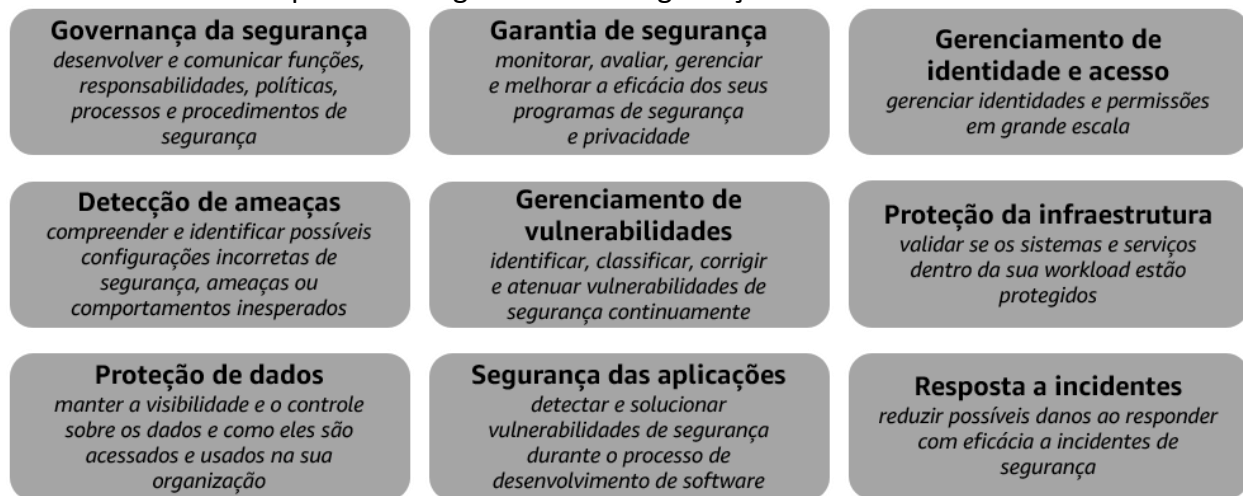 Governança da segurança
desenvolver e comunicar funções,
responsabilidades, políticas,
processos e procedimentos de
segurança
Garantia de segurança
monitorar, avaliar, gerenciar
e melhorar a eficácia dos seus
programas de segurança
e privacidade
Gerenciamento de
identidade e acesso
gerenciar identidades e permissões
em grande escala
Detecção de ameaças
compreender e identificar possíveis
configurações incorretas de
segurança, ameaças ou
comportamentos inesperados
Gerenciamento de
vulnerabilidades
identificar, classificar, corrigir
e atenuar vulnerabilidades de
segurança continuamente
Proteção da infraestrutura
validar se os sistemas e serviços
dentro da sua workload estão
protegidos
Proteção de dados
manter a visibilidade e o controle
sobre os dados e como eles são
acessados e usados na sua
organização
Segurança das aplicações
detectar e solucionar
vulnerabilidades de segurança
durante o processo de
desenvolvimento de software
Resposta a incidentes
reduzir possíveis danos ao responder
com eficácia a incidentes de
segurança